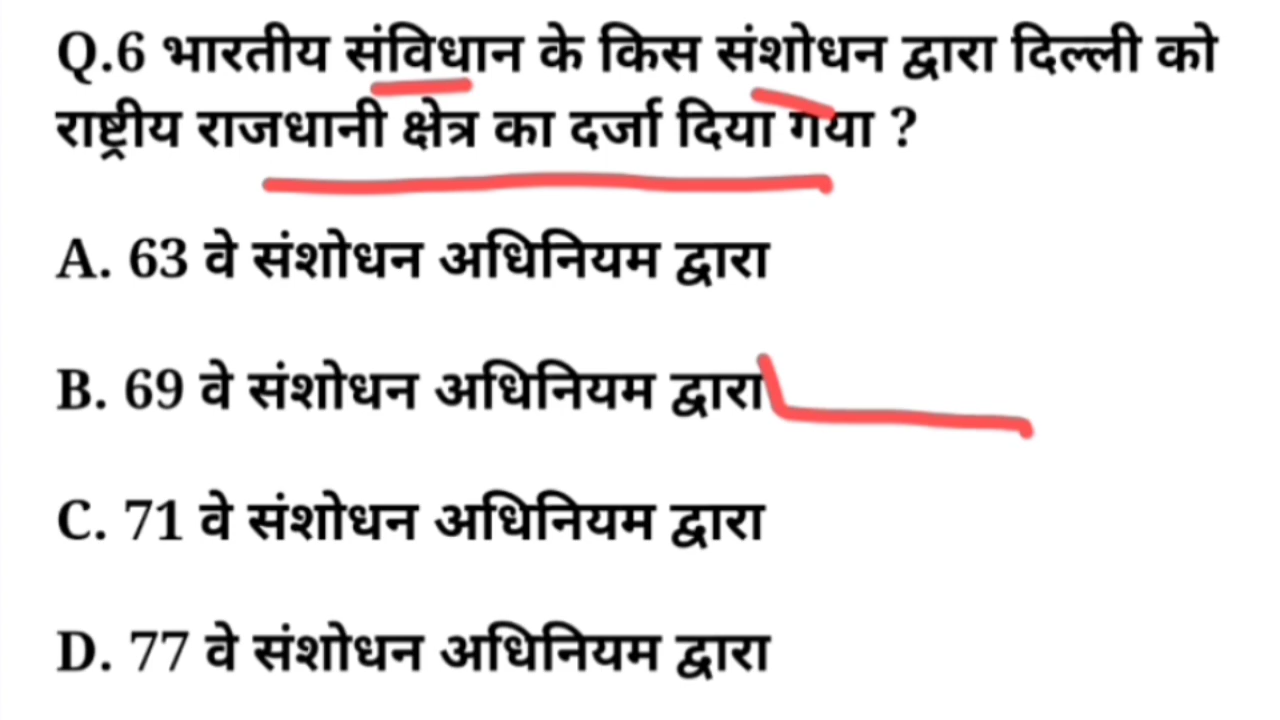 Q.6 भारतीय संविधान के किस संशोधन द्वारा दिल्ली को
राष्ट्रीय राजधानी क्षेत्र का दर्जा दिया गया ?
A. 63 वे संशोधन अधिनियम द्वारा
B. 69 वे संशोधन अधिनियम द्वारा
C. 71 वे संशोधन अधिनियम द्वारा
D. 77 वे संशोधन अधिनियम द्वारा